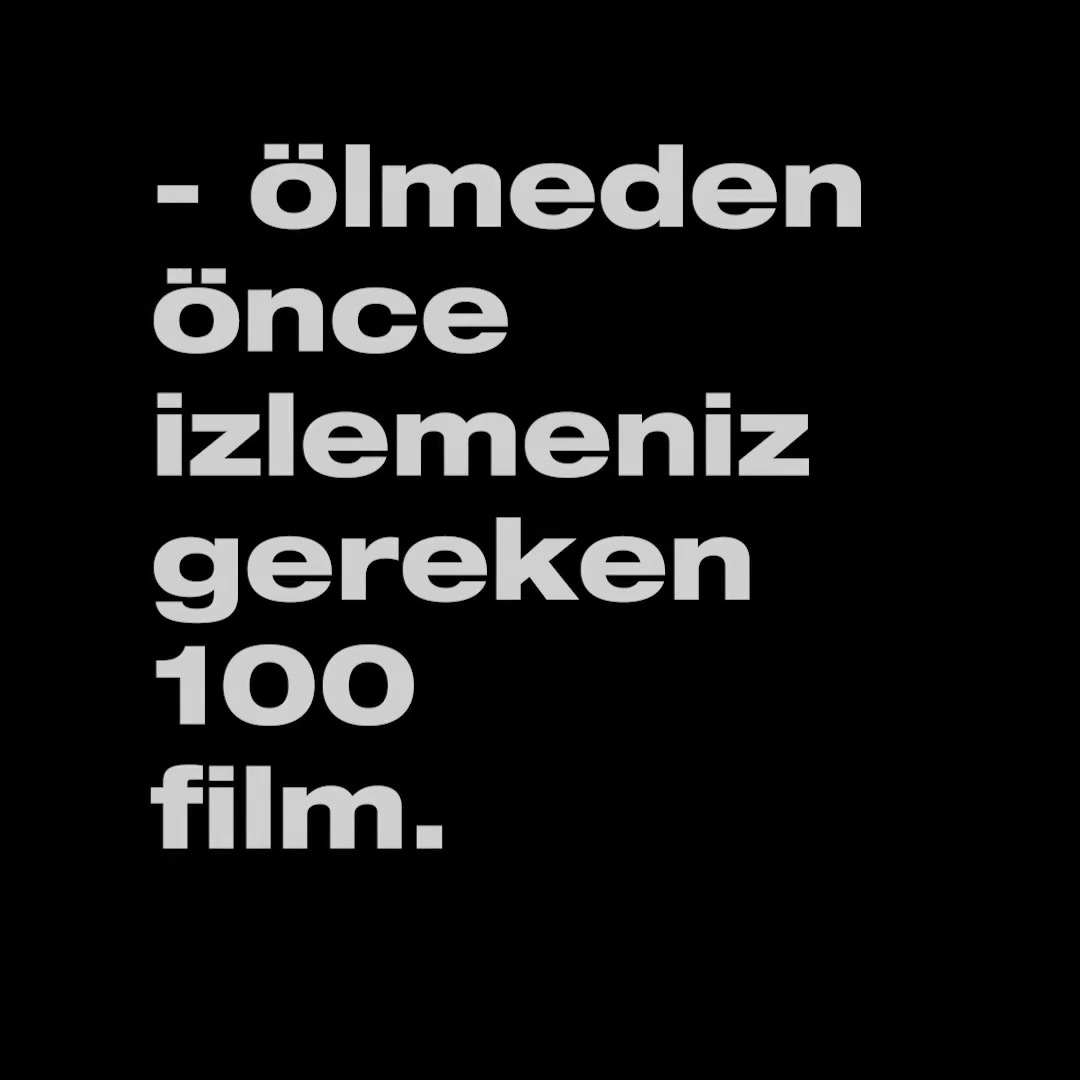 - ölmeden
önce
izlemeniz
gereken
100
film.